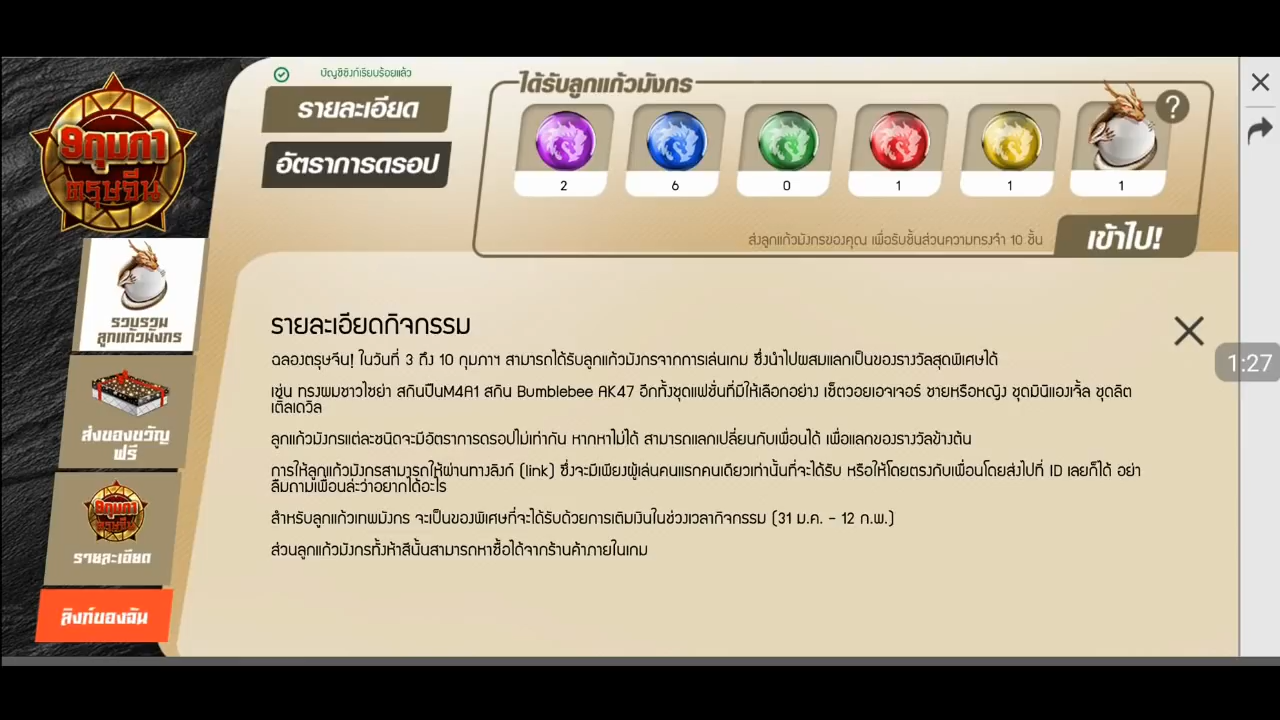 บัญชีซิงก์เรียบร้อยแล้ว
รายละเอียด
อัตราการดรอป
ได้รับลูกแก้วมังกร
?
2
6
0
1
1
1
ส่งลูกแก้วมังกรของคุณ เพื่อรับชิ้นส่วนความทรงจำ 10 ชิ้น
เข้าไป!
9กุมภา
ตรุษจีน
รวบรวม
ลูกแก้วมังกร
ส่งของขวัญ
ฟรี
9กุมภา
ตรุษจีน
รายละเอียด
ลิงก์ของฉัน
รายละเอียดกิจกรรม
ฉลองตรุษจีน! ในวันที่ 3 ถึง 10 กุมภาฯ สามารถได้รับลูกแก้วมังกรจากการเล่นเกม ซึ่งนำไปผสมแลกเป็นของรางวัลสุดพิเศษได้
เช่น ทรงผมชาวไซย่า สกินปืนM4A1 สกิน Bumblebee AK47 อีกทั้งชุดแฟชั่นที่มีให้เลือกอย่าง เซ็ตวอยเอจเจอร์ ชายหรือหญิง ชุดมินิแองเจิ้ล ชุดลิต
เติ้ลเดวิล
ลูกแก้วมังกรแต่ละชนิดจะมีอัตราการดรอปไม่เท่ากัน หากหาไม่ได้ สามารถแลกเปลี่ยนกับเพื่อนได้ เพื่อแลกของรางวัลข้างต้น
การให้ลูกแก้วมังกรสามารถให้ผ่านทางลิงก์ (link) ซึ่งจะมีเพียงผู้เล่นคนแรกคนเดียวเท่านั้นที่จะได้รับ หรือให้โดยตรงกับเพื่อนโดยส่งไปที่ ID เลยก็ได้ อย่า
ลืมถามเพื่อนล่ะว่าอยากได้อะไร
สำหรับลูกแก้วเทพมังกร จะเป็นของพิเศษที่จะได้รับด้วยการเติมเงินในช่วงเวลากิจกรรม (31 ม.ค. - 12 ก.พ.)
ส่วนลูกแก้วมังกรทั้งห้าสีนั้นสามารถหาซื้อได้จากร้านค้าภายในเกม
1:27